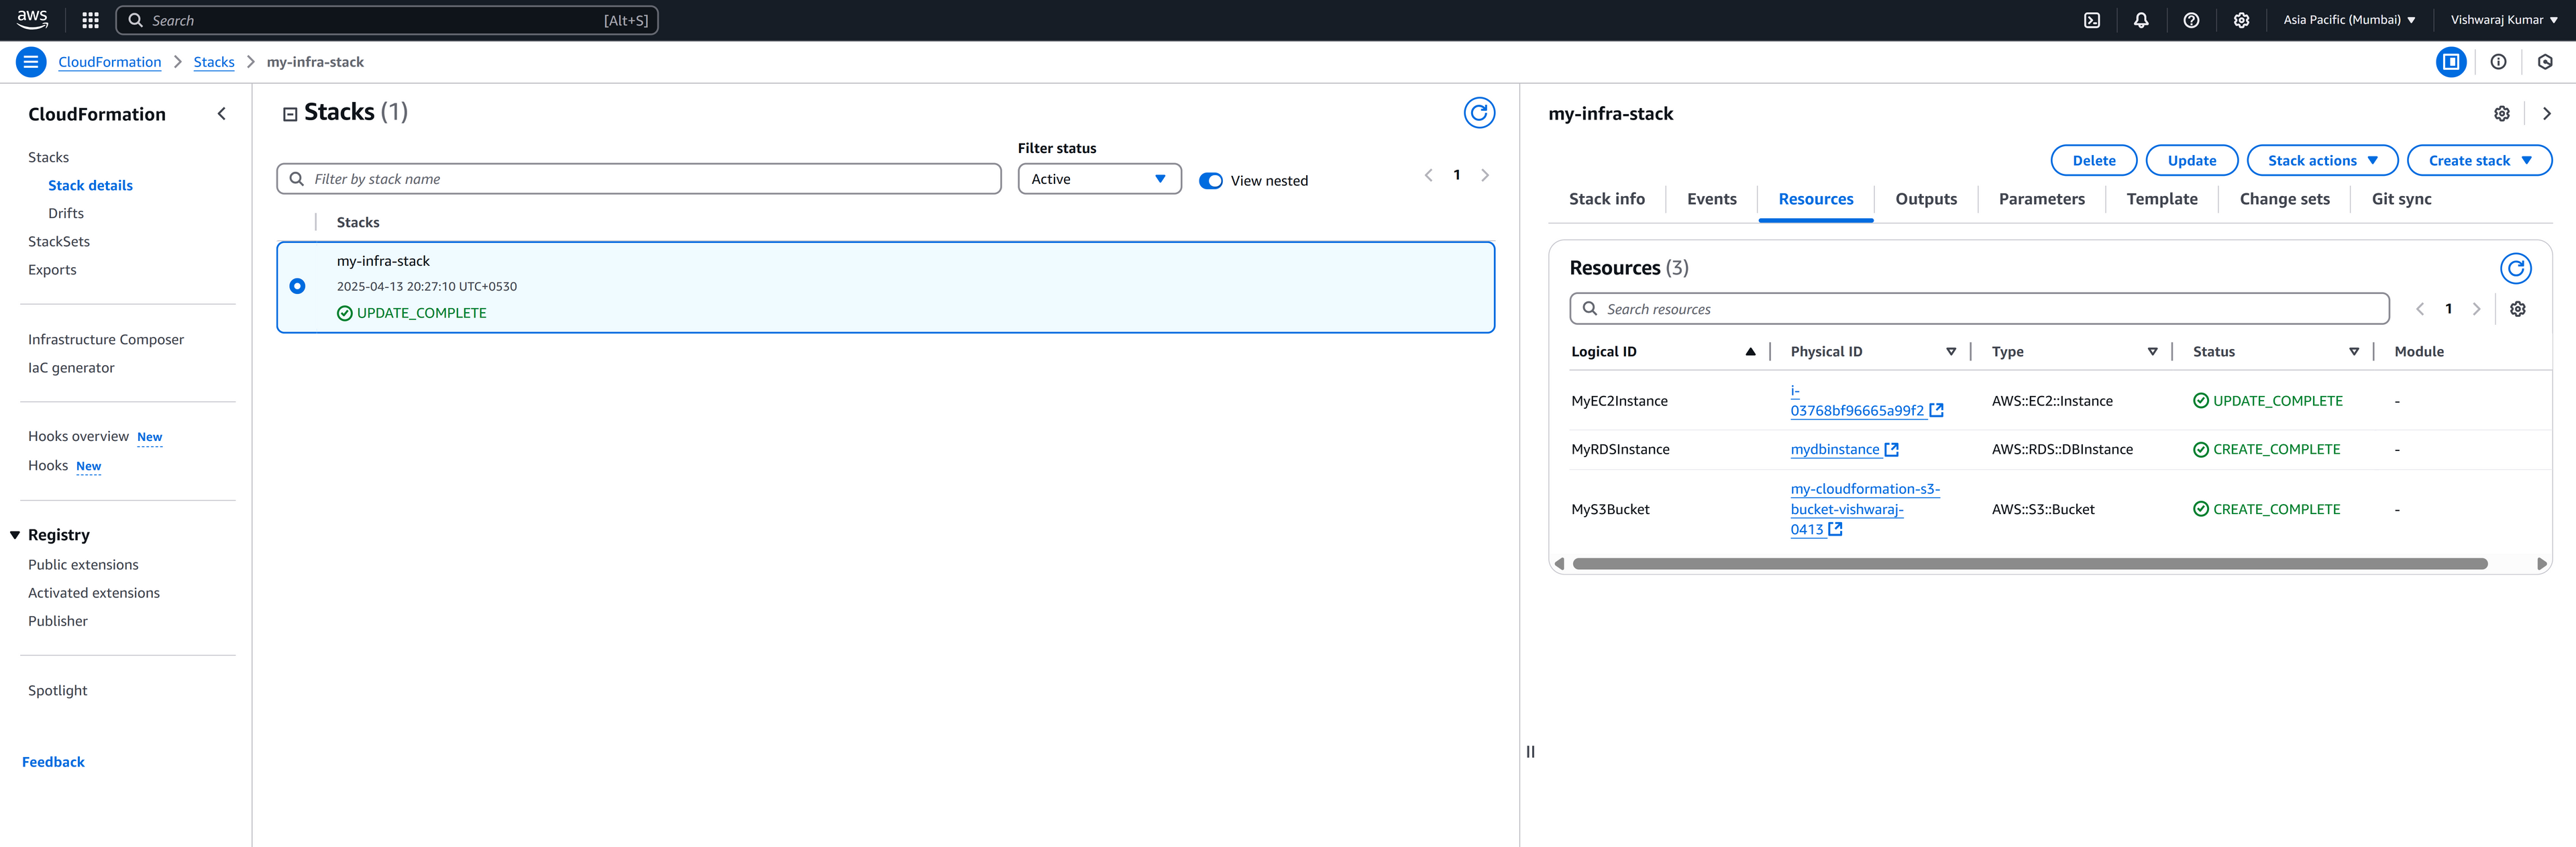 aws
Search [Alt+S]
Asia Pacific (Mumbai)
Vishwaraj Kumar
CloudFormation
Stacks
my-infra-stack
CloudFormation
Stacks
Stack details
Drifts
StackSets
Exports
Infrastructure Composer
IaC generator
Hooks overview New
Hooks New
Registry
Public extensions
Activated extensions
Publisher
Spotlight
Feedback
Stacks (1)
Filter status
Filter by stack name
Active
View nested
1
Stacks
my-infra-stack
2025-04-13 20:27:10 UTC+0530
UPDATE_COMPLETE
my-infra-stack
Delete
Update
Stack actions
Create stack
Stack info
Events
Resources
Outputs
Parameters
Template
Change sets
Git sync
Resources (3)
Search resources
1
Logical ID
Physical ID
Type
Status
Module
MyEC2Instance
i-
03768bf96665a99f2
AWS::EC2::Instance
UPDATE_COMPLETE
-
MyRDSInstance
mydbinstance
AWS::RDS::DBInstance
CREATE_COMPLETE
-
MyS3Bucket
my-cloudformation-s3-
bucket-vishwaraj-
0413
AWS::S3::Bucket
CREATE_COMPLETE
-